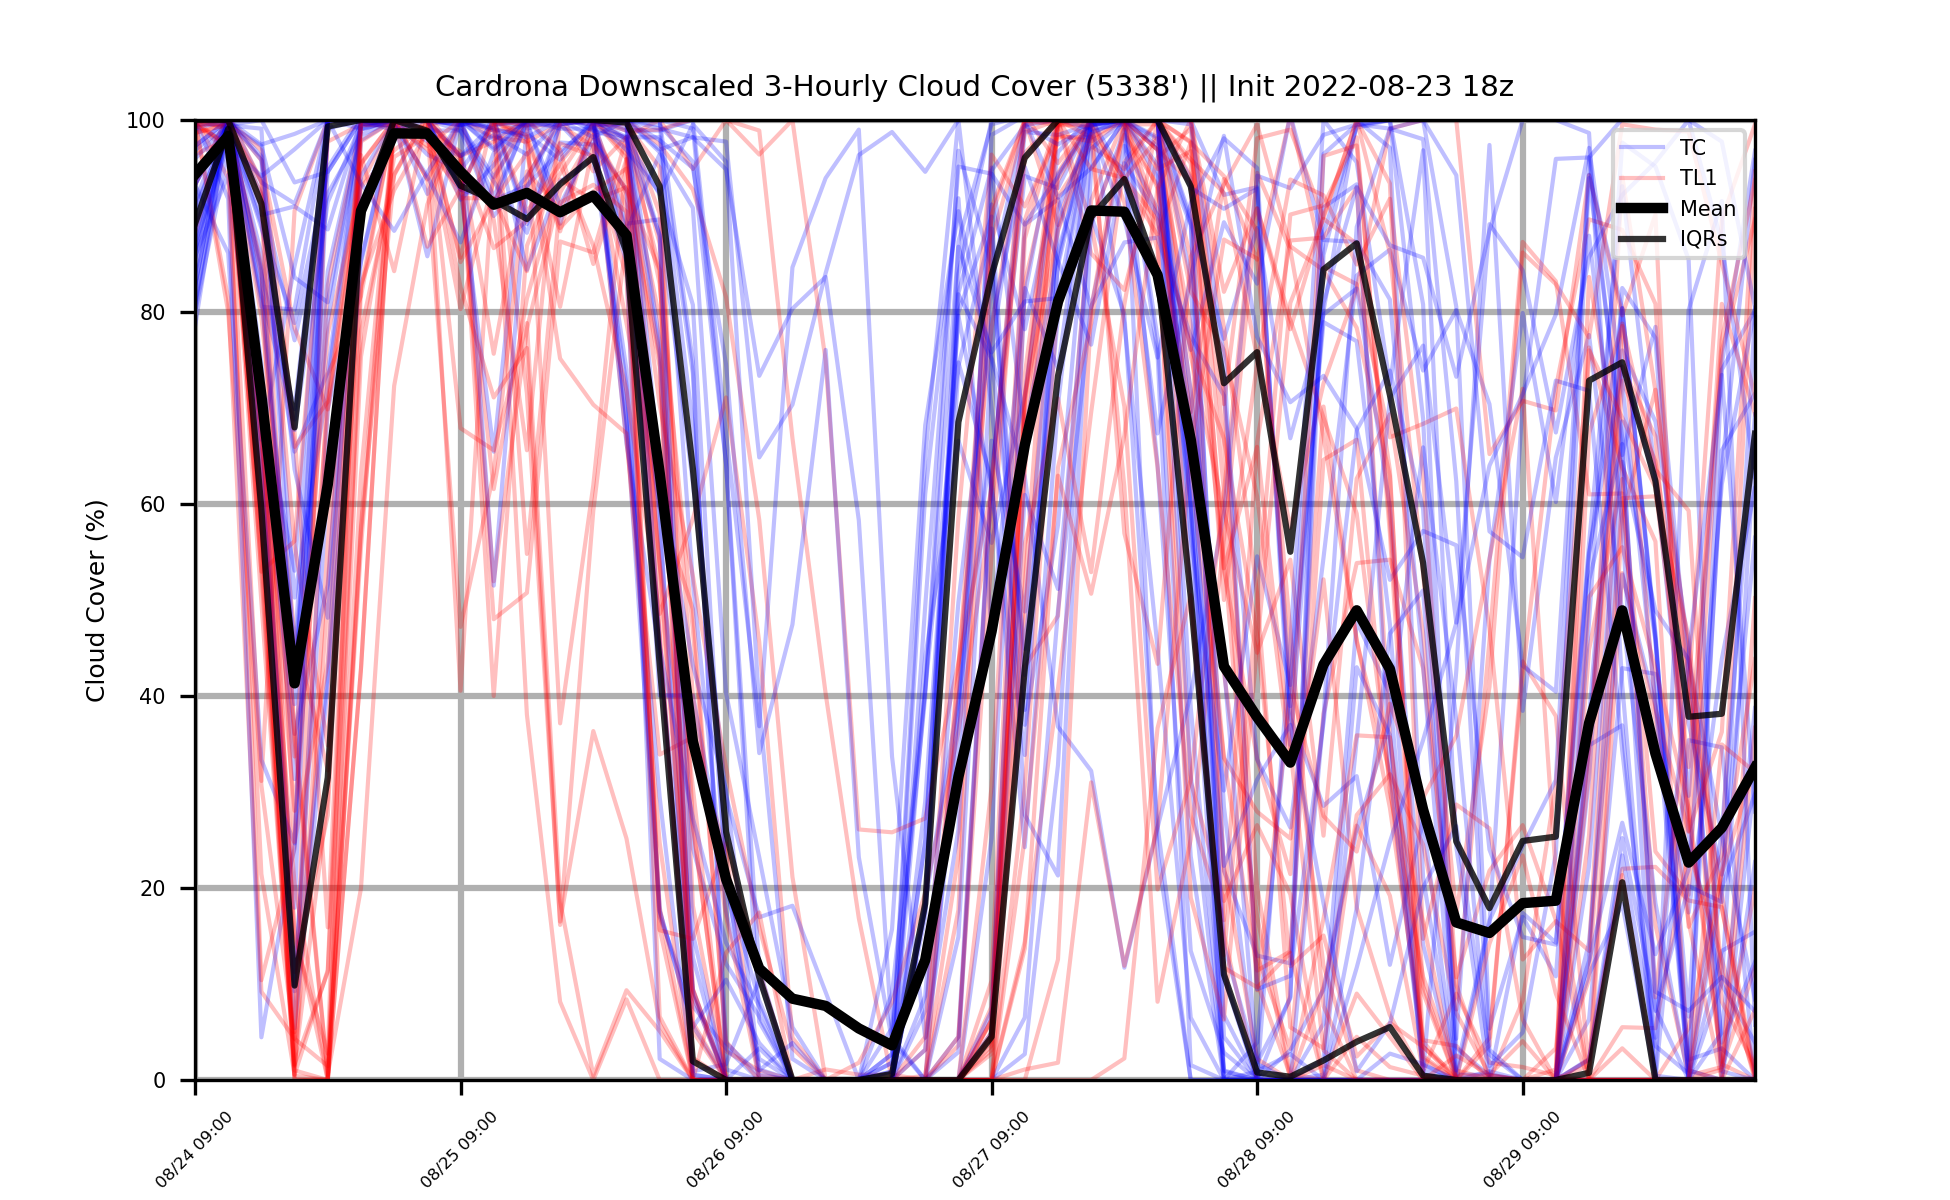 Cardrona Downscaled 3-Hourly Cloud Cover (5338') || Init 2022-08-23 18z
Cloud Cover (%)
100
80
60
40
20
0
TC
TL1
Mean
IQRs
08/24 09:00
08/25 09:00
08/26 09:00
08/27 09:00
08/28 09:00
08/29 09:00